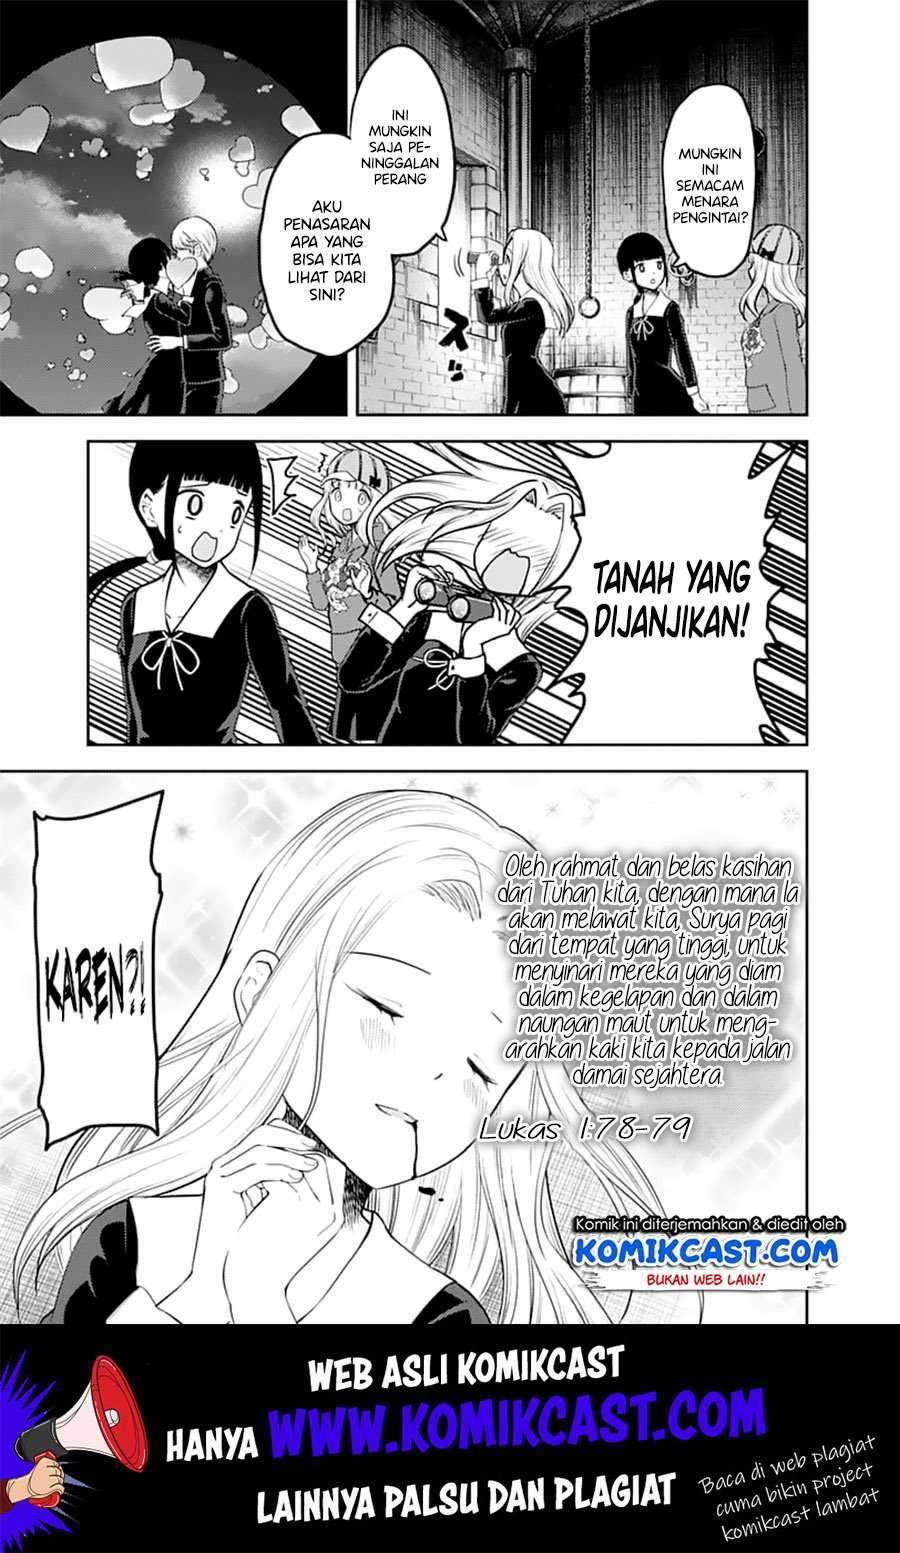 MUNGKIN
INI
SEMACAM
MENARA
PENGINTAI?
INI
MUNGKIN
SAJA PE-
NINGGALAN
PERANG
AKU
PENASARAN
APA YANG
BISA KITA
LIHAT DARI
SINI?
ズズ
TANAH YANG
DIJANJIKAN!
KAREN?!
Oleh rahmat dan belas kasihan
dari Tuhan kita, dengan mana Ia
akan melawat kita, Surya pagi
dari tempat yang tinggi, untuk
menyinari mereka yang diam
dalam kegelapan dan dalam
naungan maut untuk meng-
arahkan kaki kita kepada jalan
damai sejahtera.
Lukas 1:78-79
Komik ini diterjemahkan & diedit oleh
KOMIKCAST.COM
BUKAN WEB LAIN!!
WEB ASLI KOMIKCAST
HANYA WWW.KOMIKCAST.COM
LAINNYA PALSU DAN PLAGIAT
Baca di web plagiat
cuma bikin project
komikcast lambat